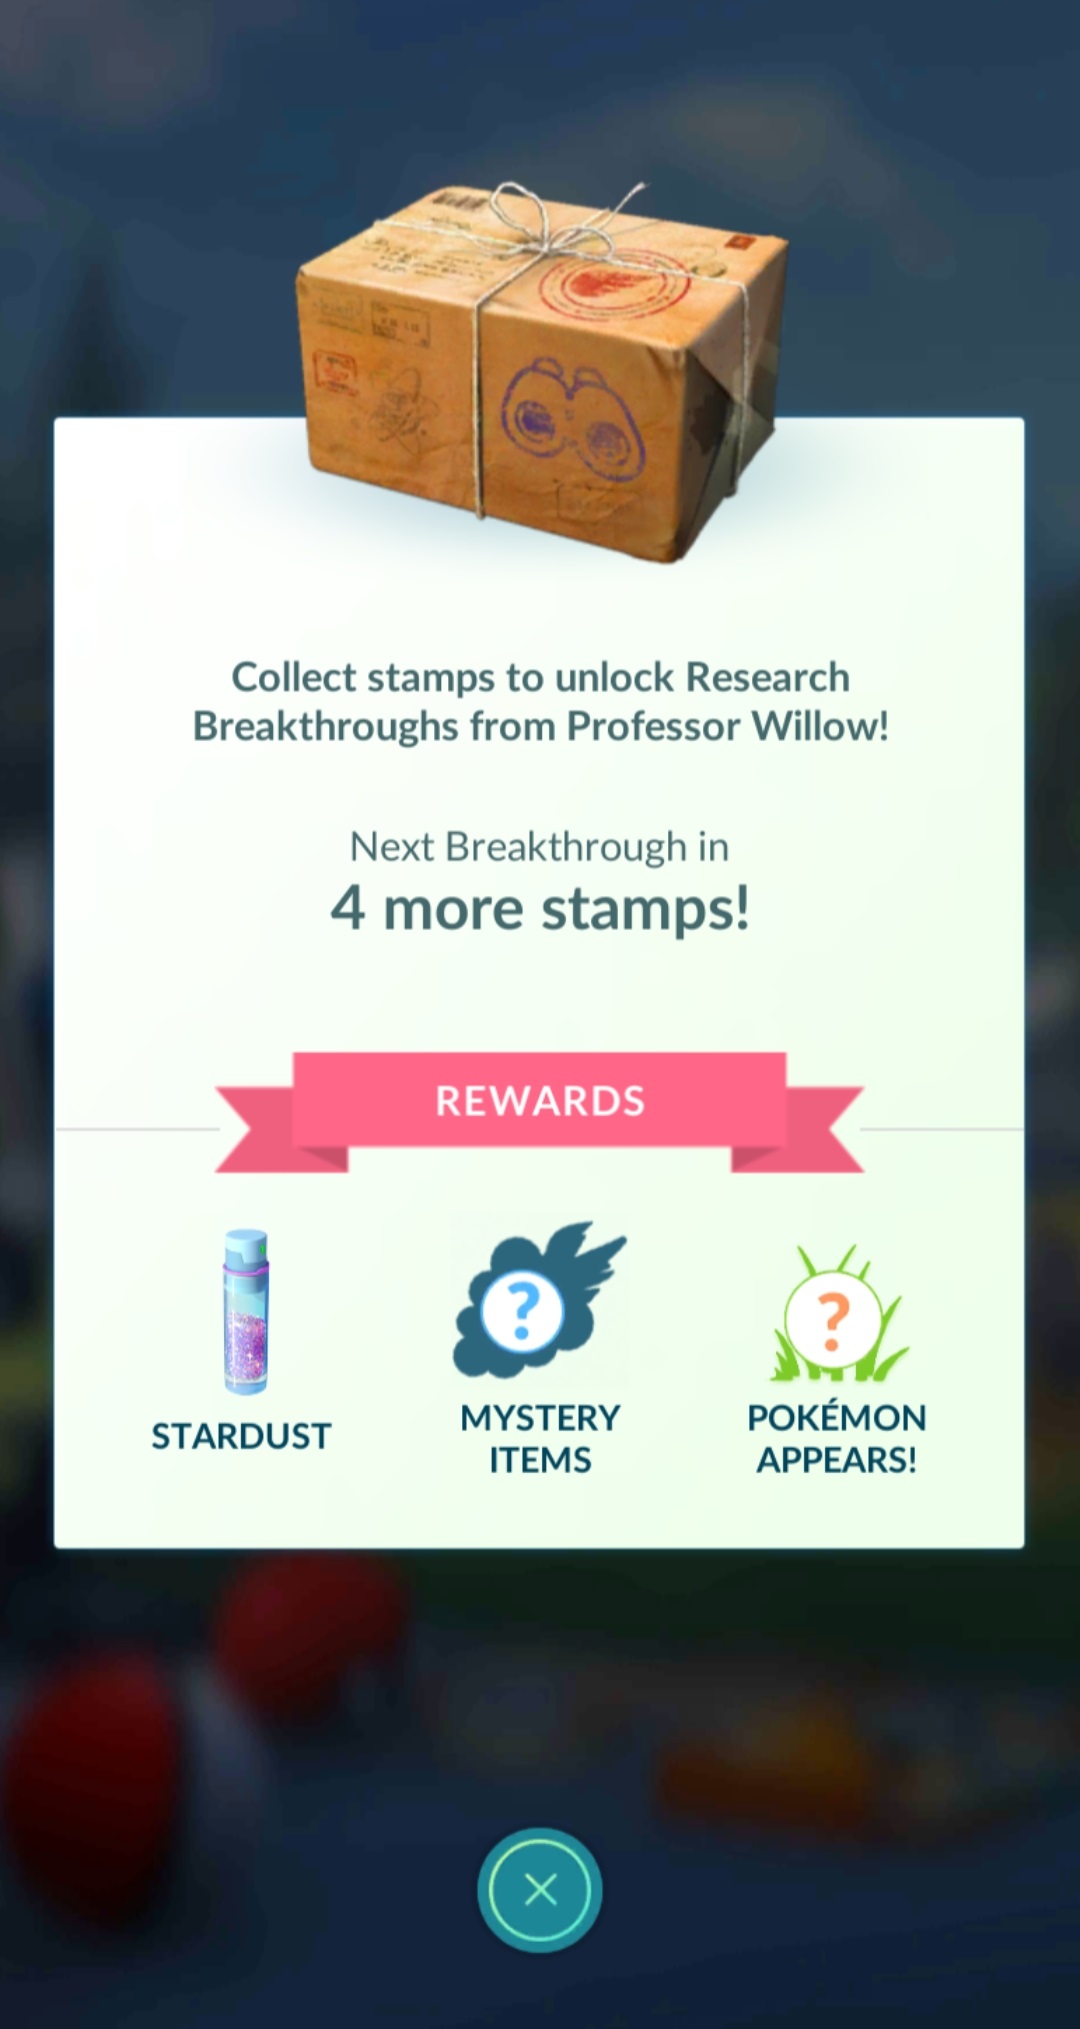 Collect stamps to unlock Research
Breakthroughs from Professor Willow!
Next Breakthrough in
4 more stamps!
REWARDS
?
?
STARDUST
MYSTERY
ITEMS
POKÉMON
APPEARS!